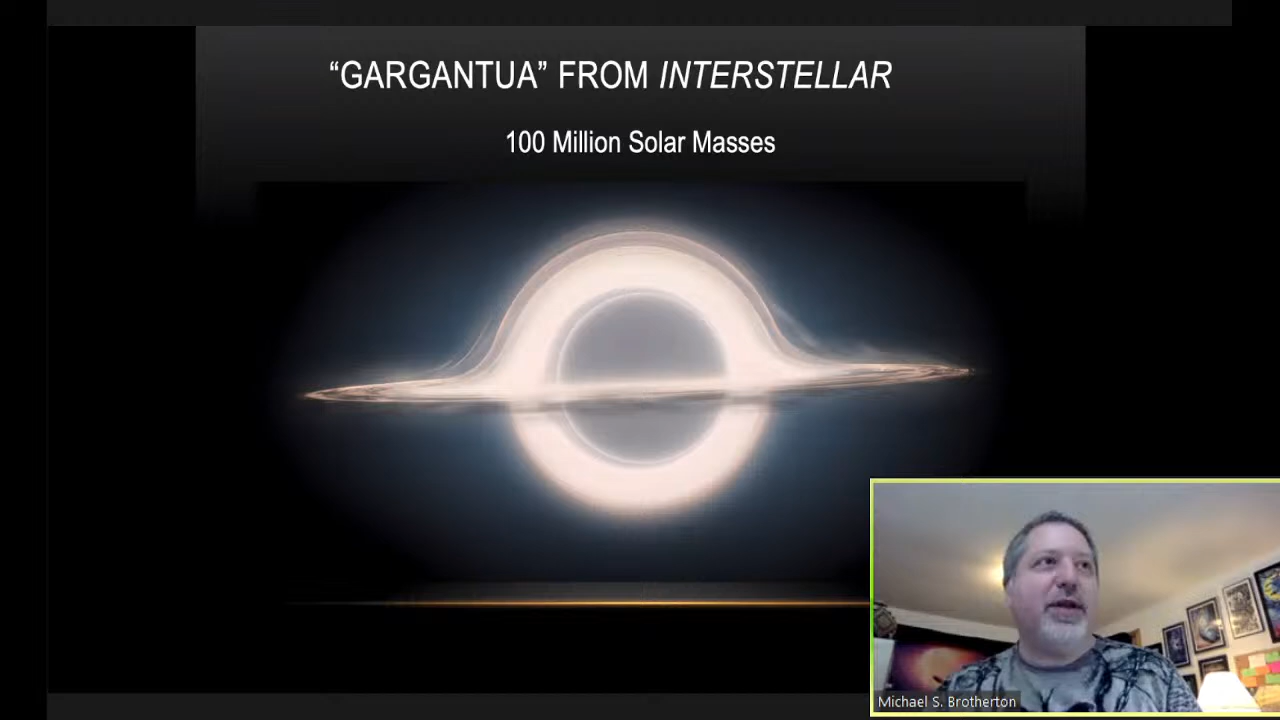 “GARGANTUA” FROM INTERSTELLAR
100 Million Solar Masses
Michael S. Brotherton